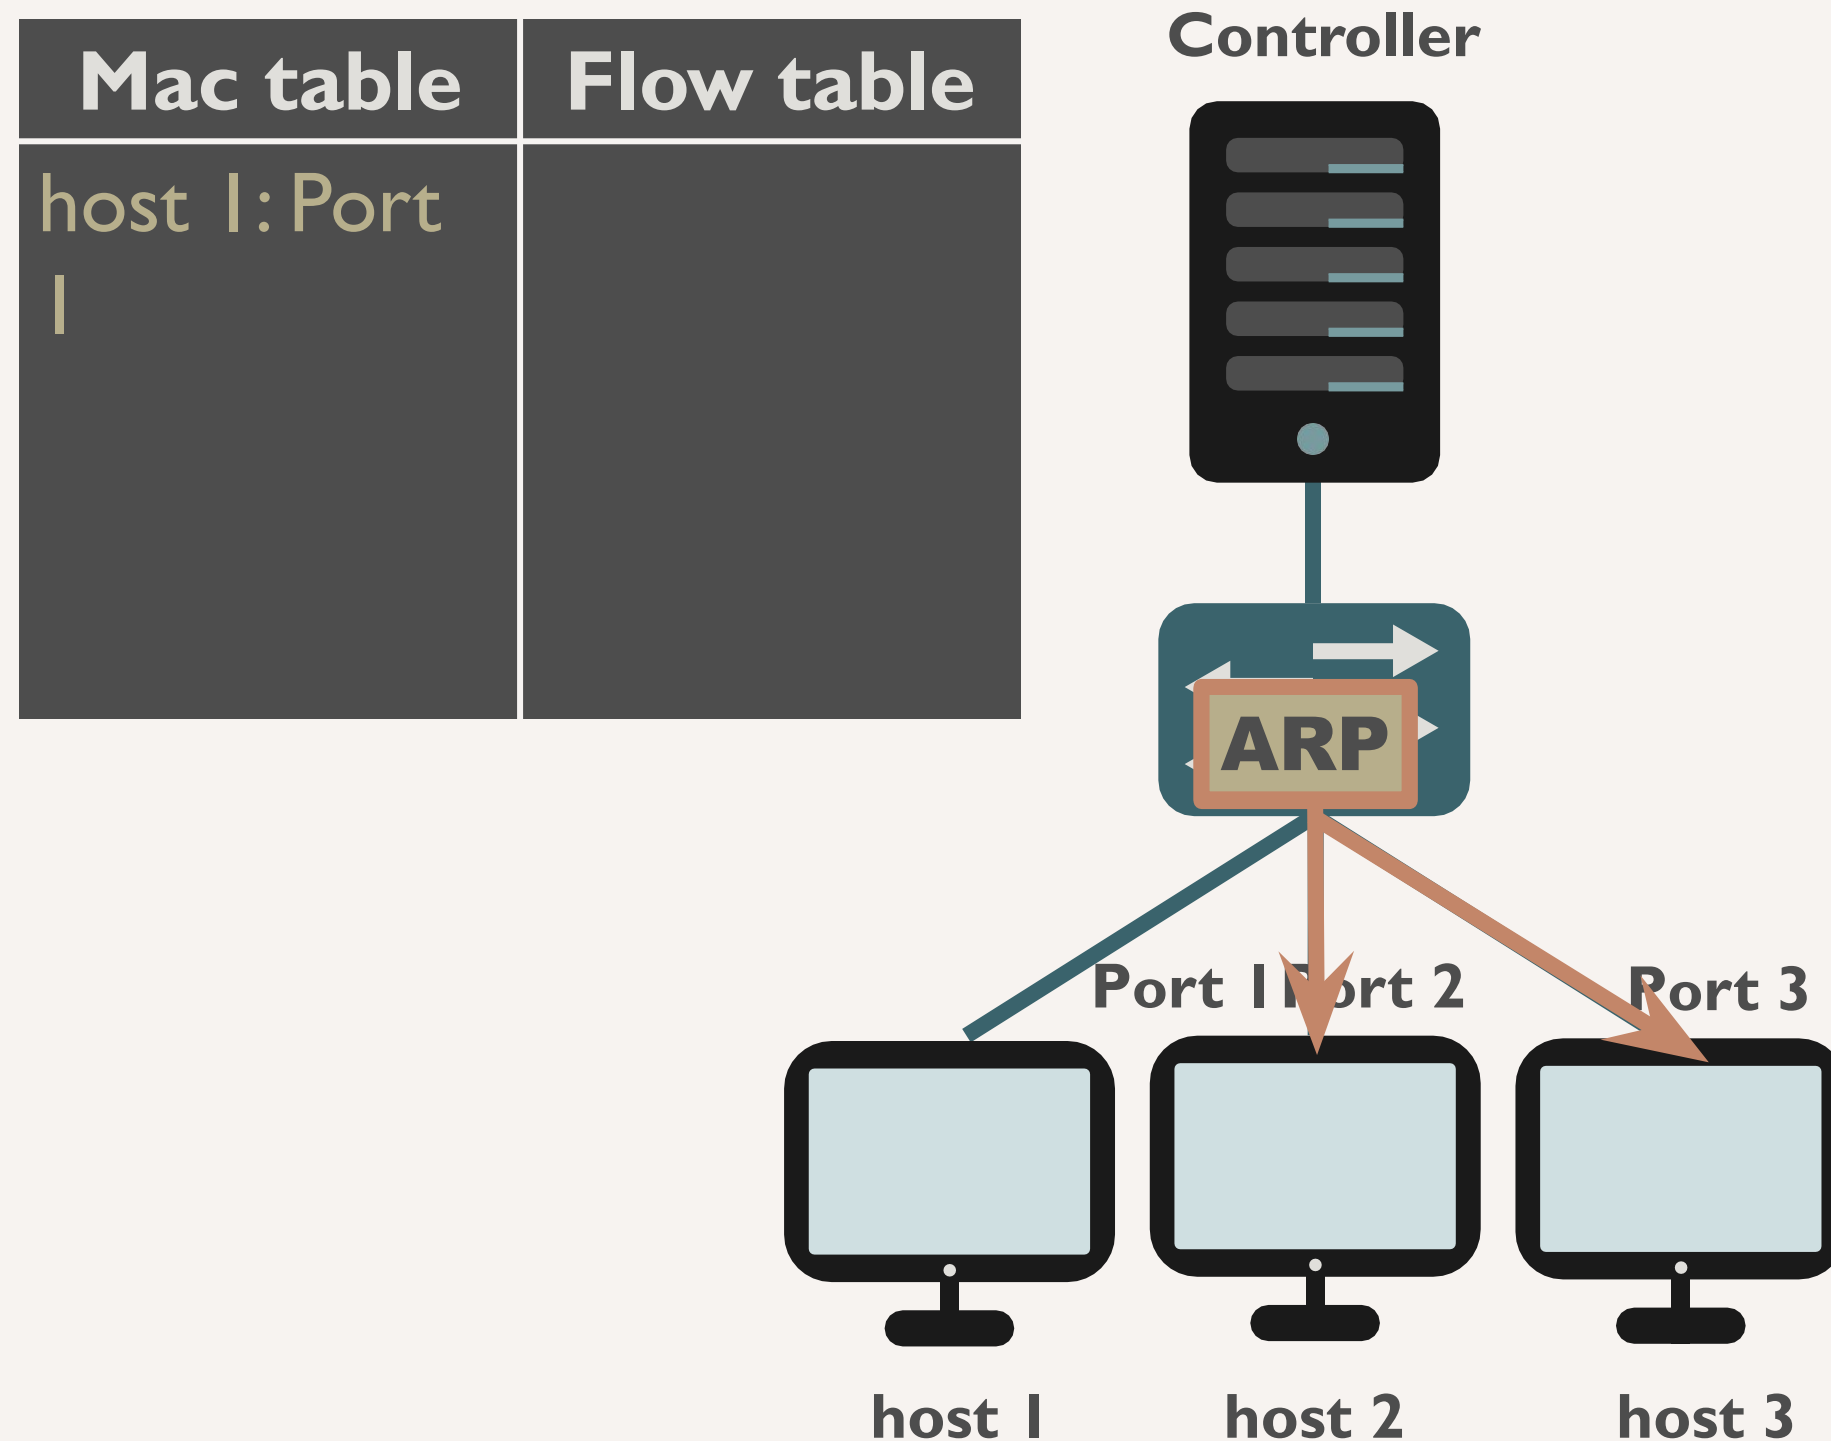 Mac table
Flow table
host 1: Port
1
Controller
ARP
Port 1
Port 2
Port 3
host 1
host 2
host 3